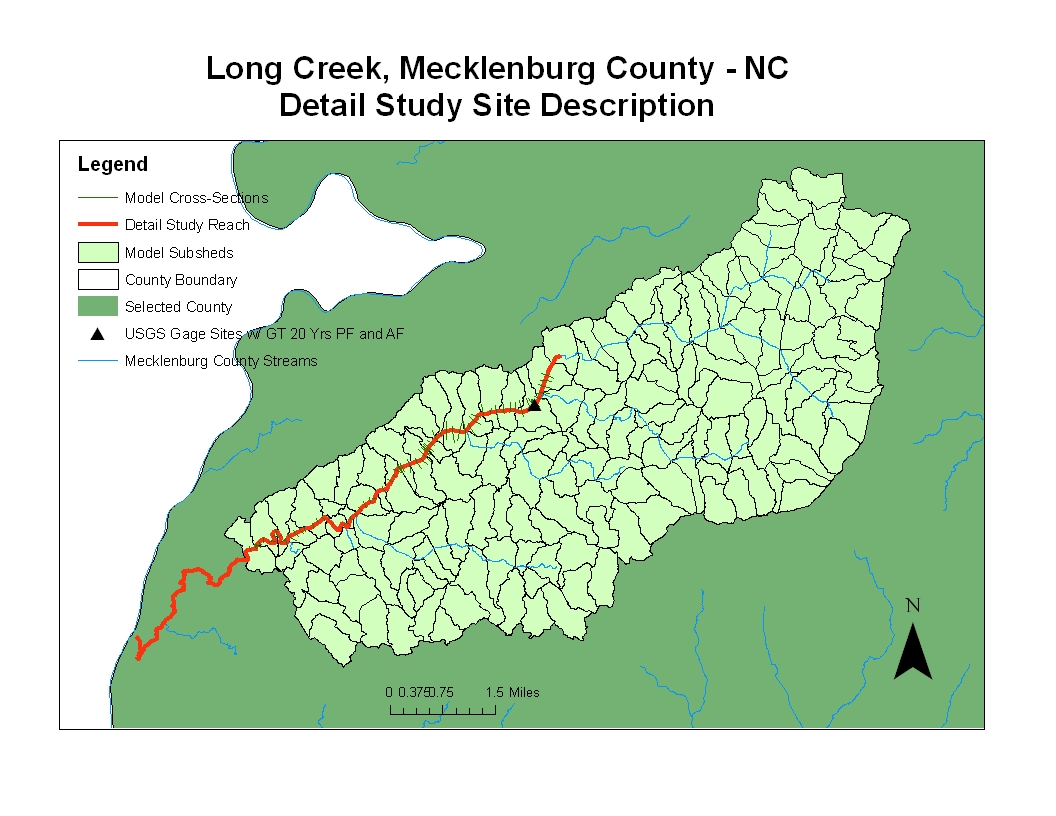 Long Creek, Mecklenburg County - NC
Detail Study Site Description
Legend
Model Cross-Sections
Detail Study Reach
Model Subsheds
County Boundary
Selected County
USGS Gage Sites w/ GT 20 Yrs PF and AF
Mecklenburg County Streams
N
0 0.375 0.75 1.5 Miles